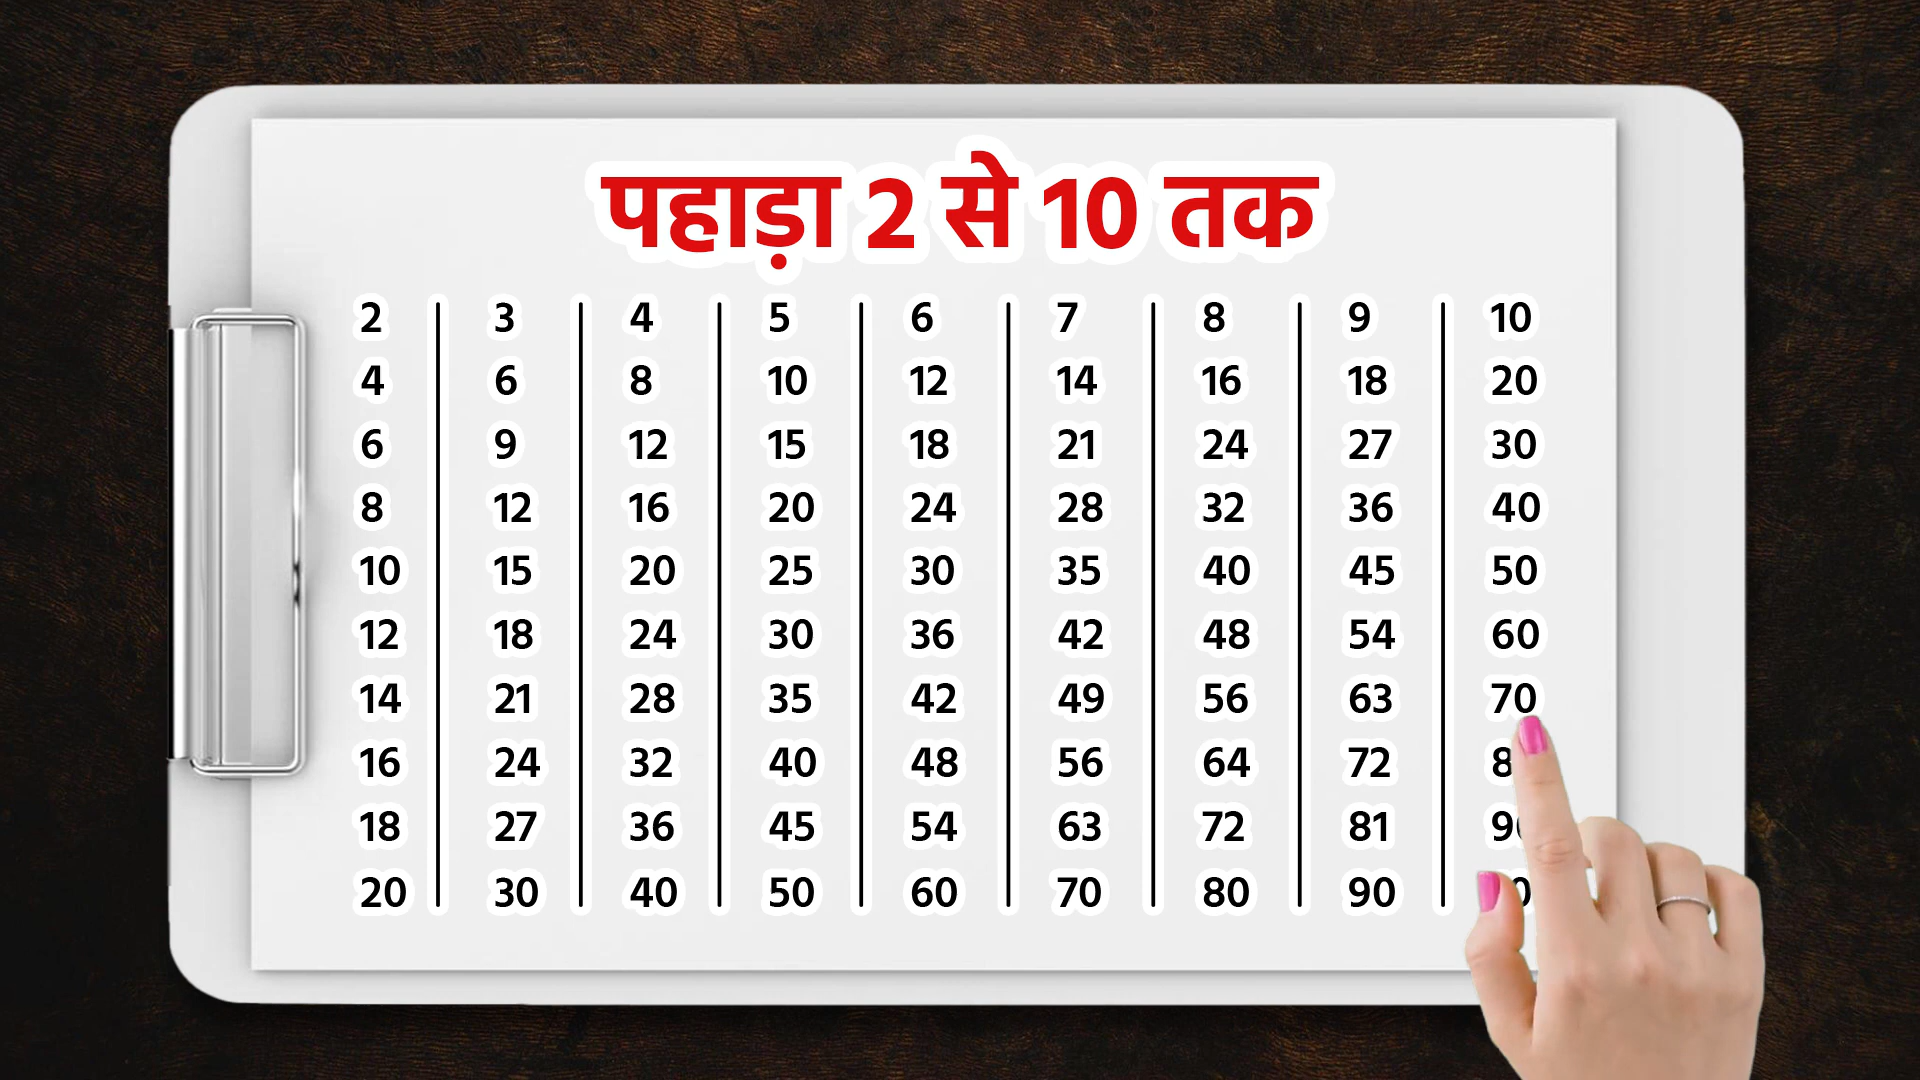 पहाड़ा 2 से 10 तक
2 3 4 5 6 7 8 9 10
4 6 8 10 12 14 16 18 20
6 9 12 15 18 21 24 27 30
8 12 16 20 24 28 32 36 40
10 15 20 25 30 35 40 45 50
12 18 24 30 36 42 48 54 60
14 21 28 35 42 49 56 63 70
16 24 32 40 48 56 64 72
18 27 36 45 54 63 72 81
20 30 40 50 60 70 80 90